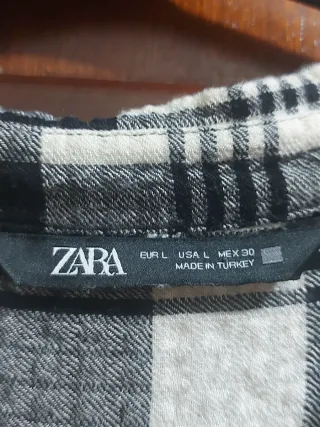 ZARA
EUR L USA L MEX 30
MADE IN TURKEY